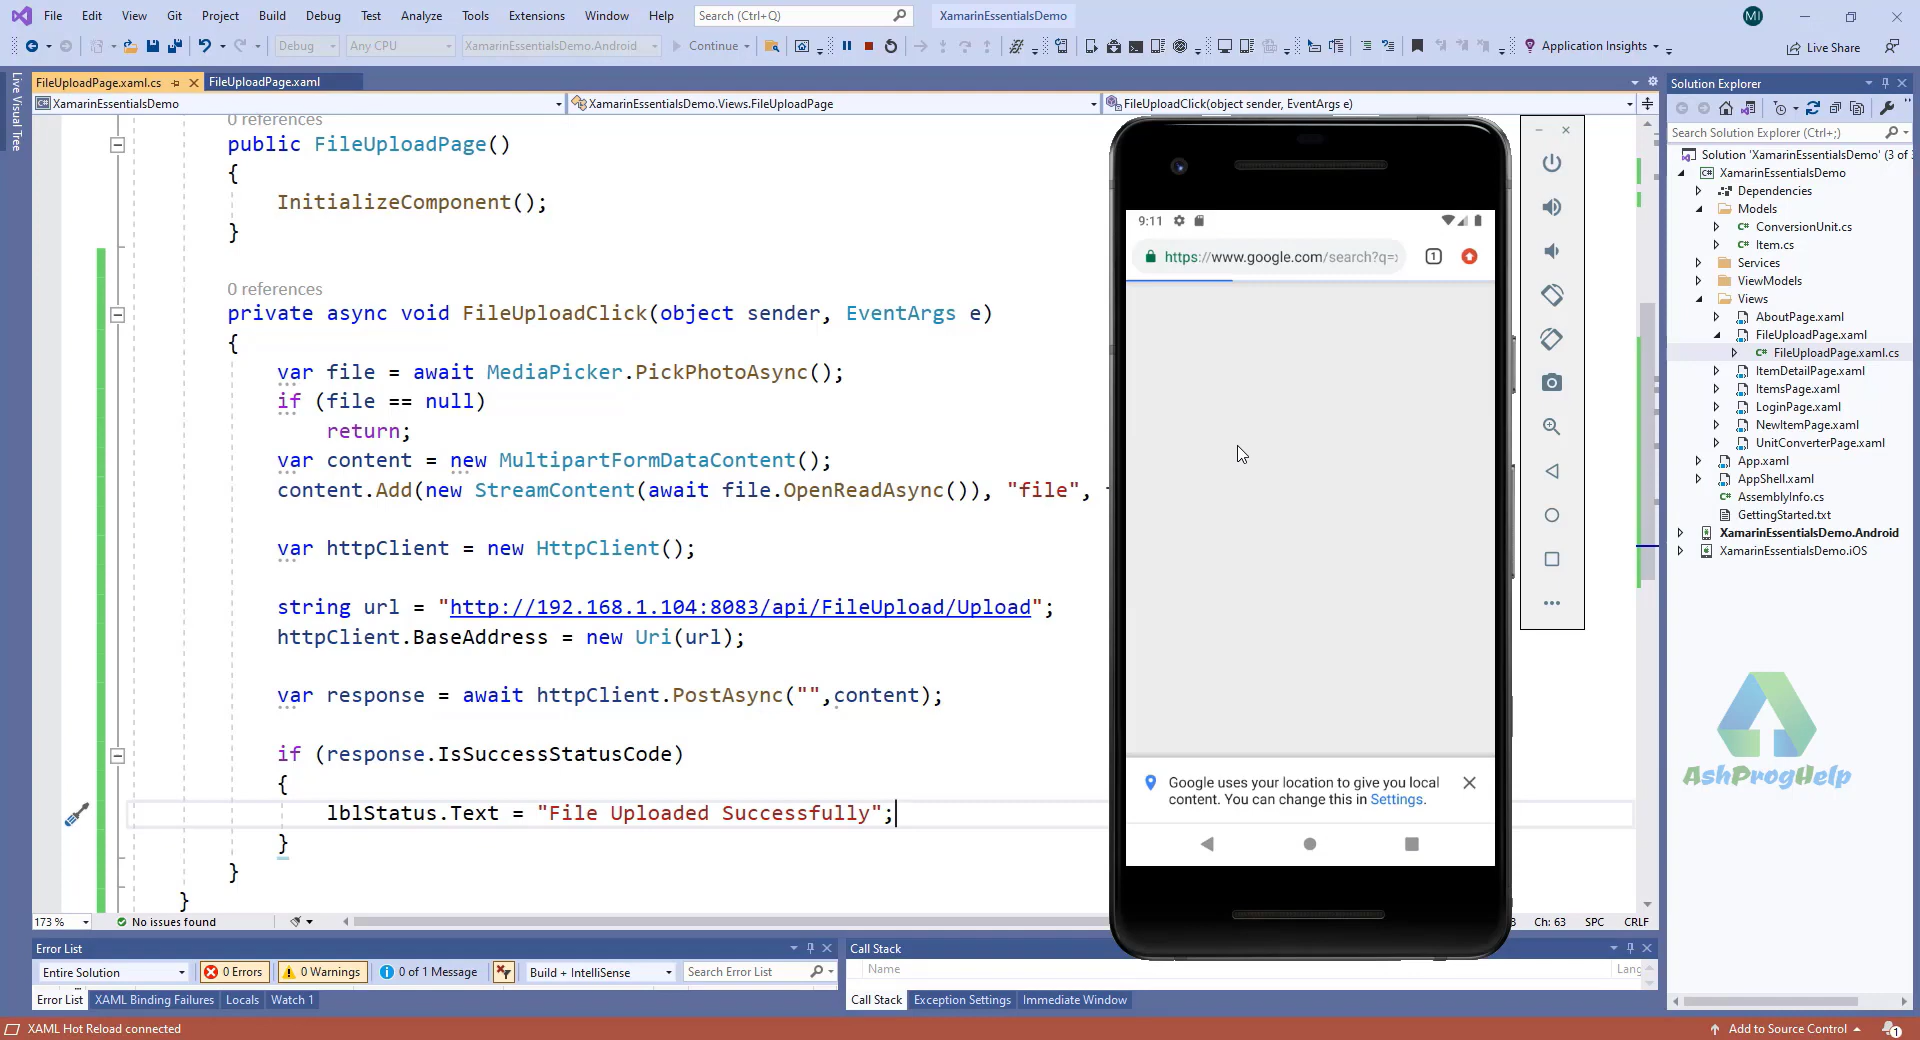 File Edit View Git Project Build Debug Test Analyze Tools Extensions Window Help Search (Ctrl+Q) XamarinEssentialsDemo MI
Debug Any CPU XamarinEssentialsDemo.Android Continue Application Insights Live Share
Live Visual Tree
FileUploadPage.xaml.cs FileUploadPage.xaml
XamarinEssentialsDemo XamarinEssentialsDemo.Views.FileUploadPage FileUploadClick(object sender, EventArgs e)
0 references
public FileUploadPage()
{
InitializeComponent();
}
0 references
private async void FileUploadClick(object sender, EventArgs e)
{
var file = await MediaPicker.PickPhotoAsync();
if (file == null)
return;
var content = new MultipartFormDataContent();
content.Add(new StreamContent(await file.OpenReadAsync()), "file",
var httpClient = new HttpClient();
string url = "http://192.168.1.104:8083/api/FileUpload/Upload";
httpClient.BaseAddress = new Uri(url);
var response = await httpClient.PostAsync("",content);
if (response.IsSuccessStatusCode)
{
lblStatus.Text = "File Uploaded Successfully";
}
}
}
9:11
https://www.google.com/search?q=
1
Google uses your location to give you local
content. You can change this in Settings.
173 % No issues found Ch: 63 SPC CRLF
Solution Explorer
Search Solution Explorer (Ctrl+;)
Solution 'XamarinEssentialsDemo' (3 of 3
XamarinEssentialsDemo
Dependencies
Models
ConversionUnit.cs
Item.cs
Services
ViewModels
Views
AboutPage.xaml
FileUploadPage.xaml
FileUploadPage.xaml.cs
ItemDetailPage.xaml
ItemsPage.xaml
LoginPage.xaml
NewItemPage.xaml
UnitConverterPage.xaml
App.xaml
AppShell.xaml
AssemblyInfo.cs
GettingStarted.txt
XamarinEssentialsDemo.Android
XamarinEssentialsDemo.iOS
AshProgHelp
Error List
Entire Solution 0 Errors 0 Warnings 0 of 1 Message Build + IntelliSense Search Error List
Error List XAML Binding Failures Locals Watch 1
Call Stack
Name Lang
Call Stack Exception Settings Immediate Window
XAML Hot Reload connected Add to Source Control 1